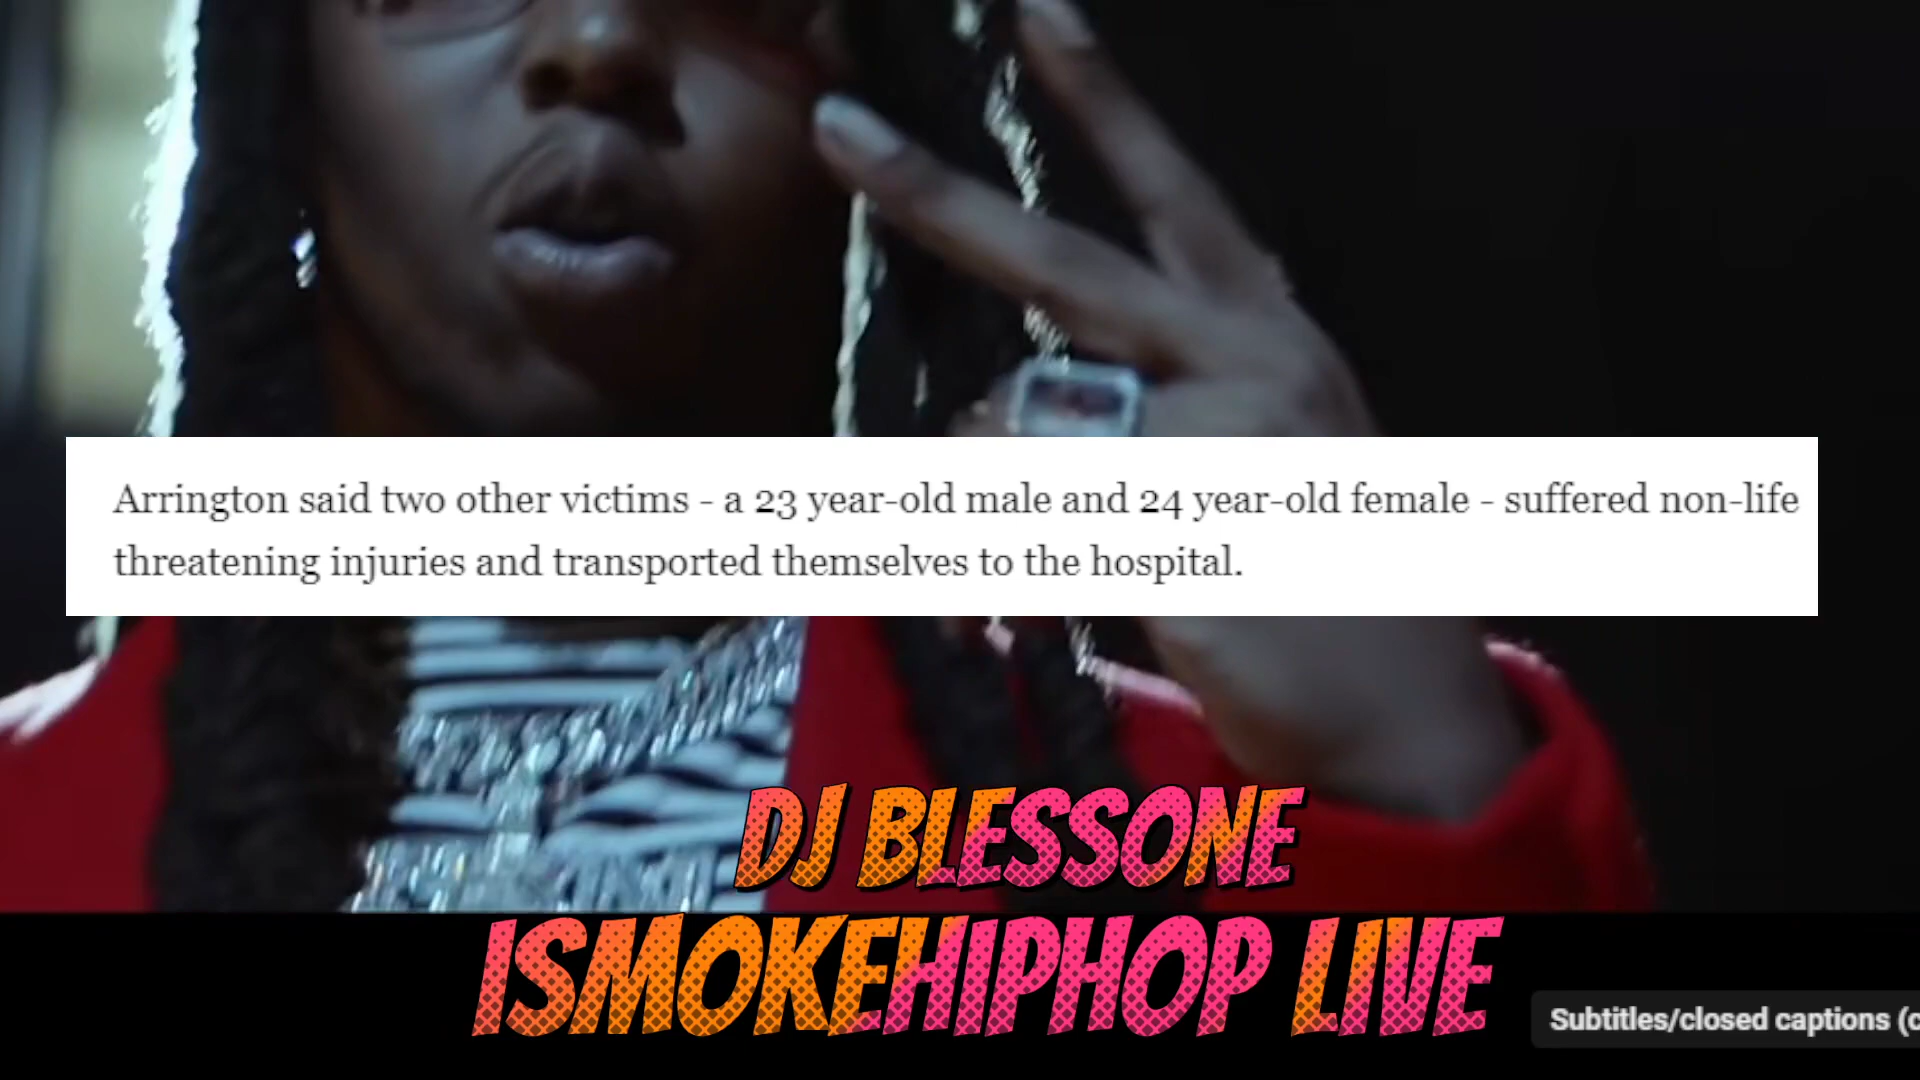 Arrington said two other victims - a 23 year-old male and 24 year-old female - suffered non-life
threatening injuries and transported themselves to the hospital.
DJ BLESSONE
ISMOKEHIPHOP LIVE
Subtitles/closed captions (c